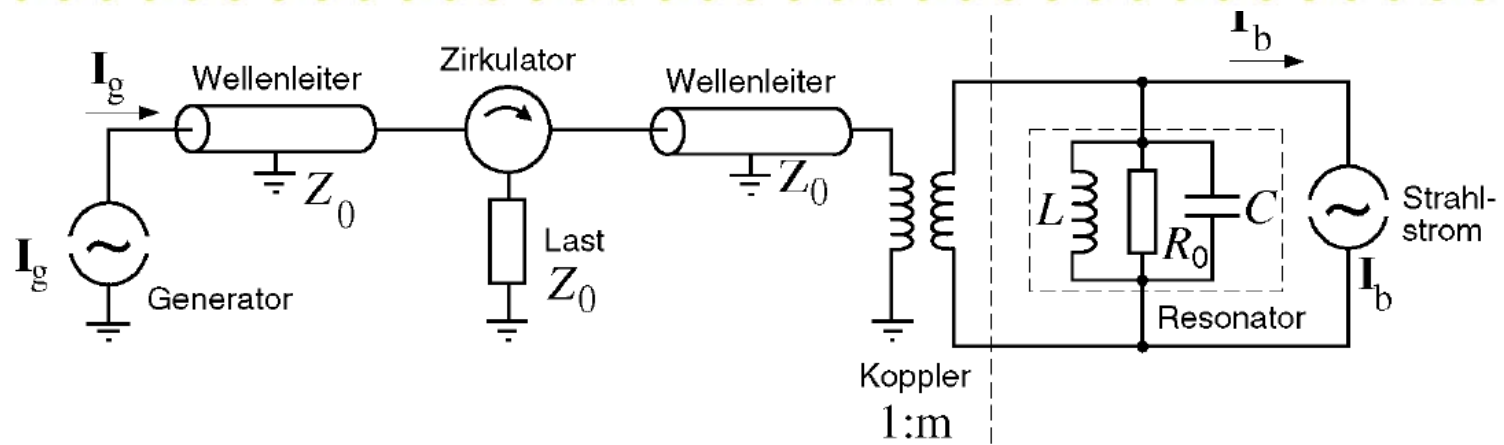 I_b
I_g
Wellenleiter
Zirkulator
Wellenleiter
Z_0
Z_0
L
R_0
C
Strahl-
strom
I_g
Generator
Last
Z_0
I_b
Resonator
Koppler
1:m